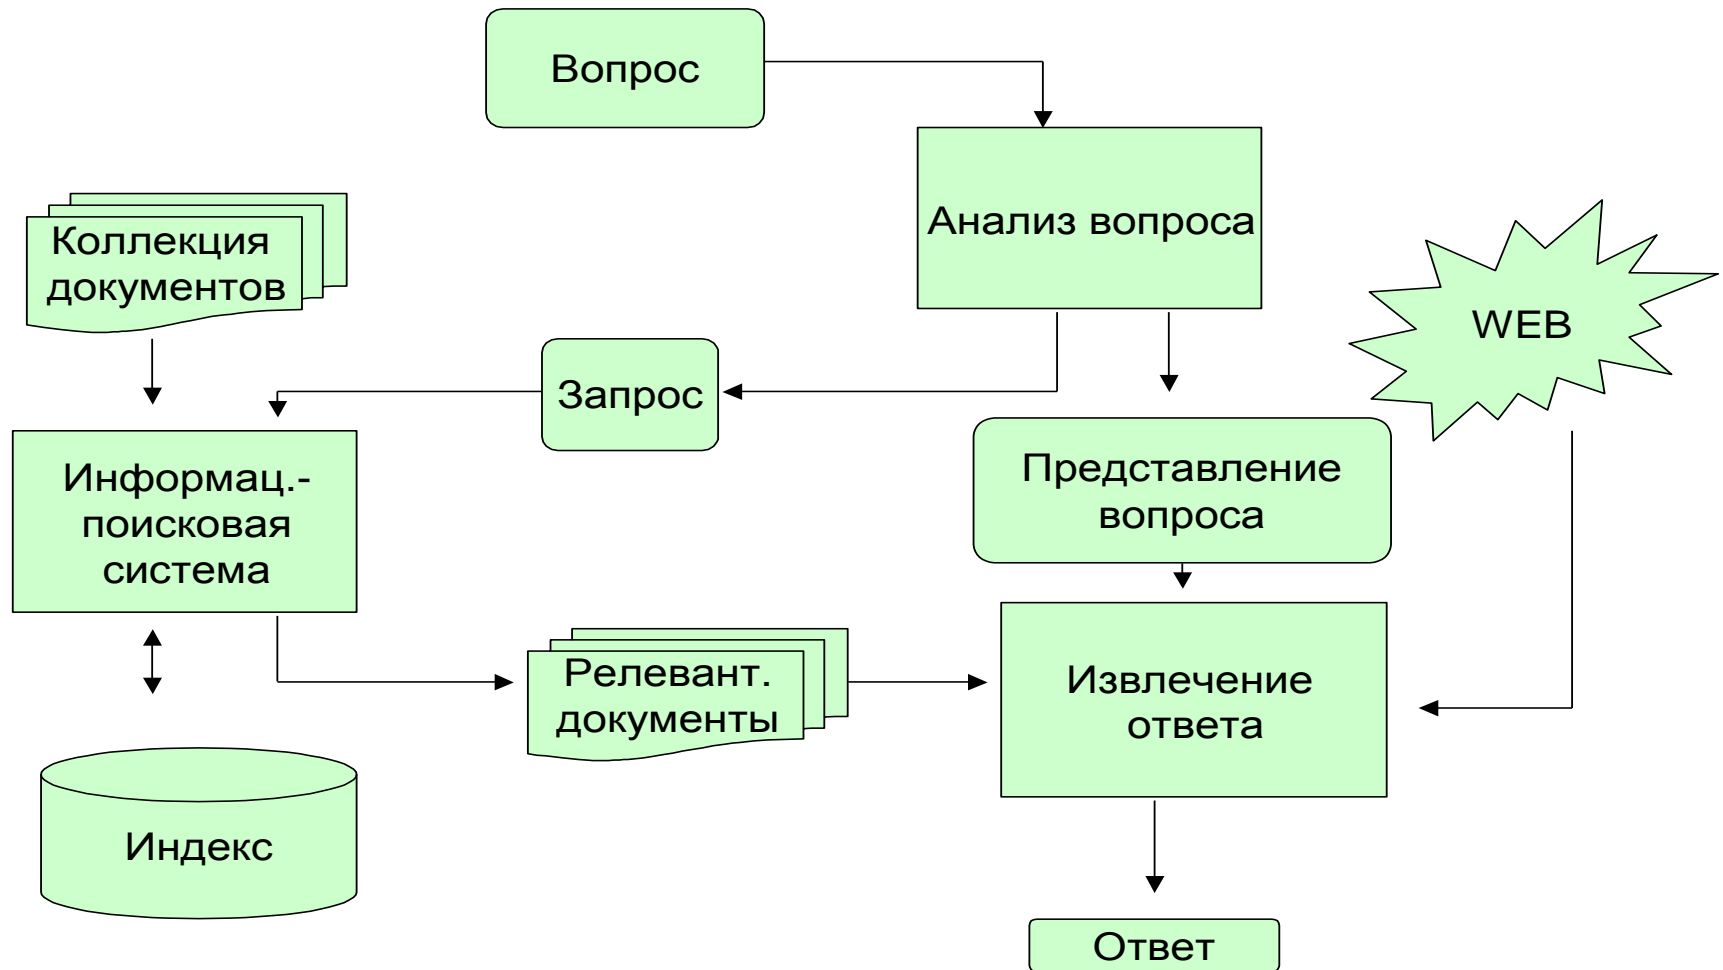 Вопрос
Анализ вопроса
Коллекция
документов
WEB
Запрос
Информац.-
поисковая
система
Представление
вопроса
Релевант.
документы
Извлечение
ответа
Индекс
Ответ